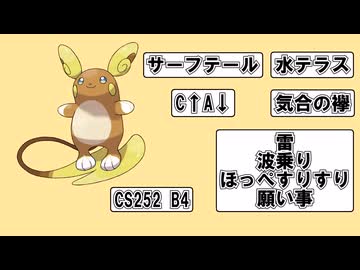 サーフテール 水テラス
C↑A↓ 気合の襷
雷
波乗り
ほっぺすりすり
願い事
CS252 B4